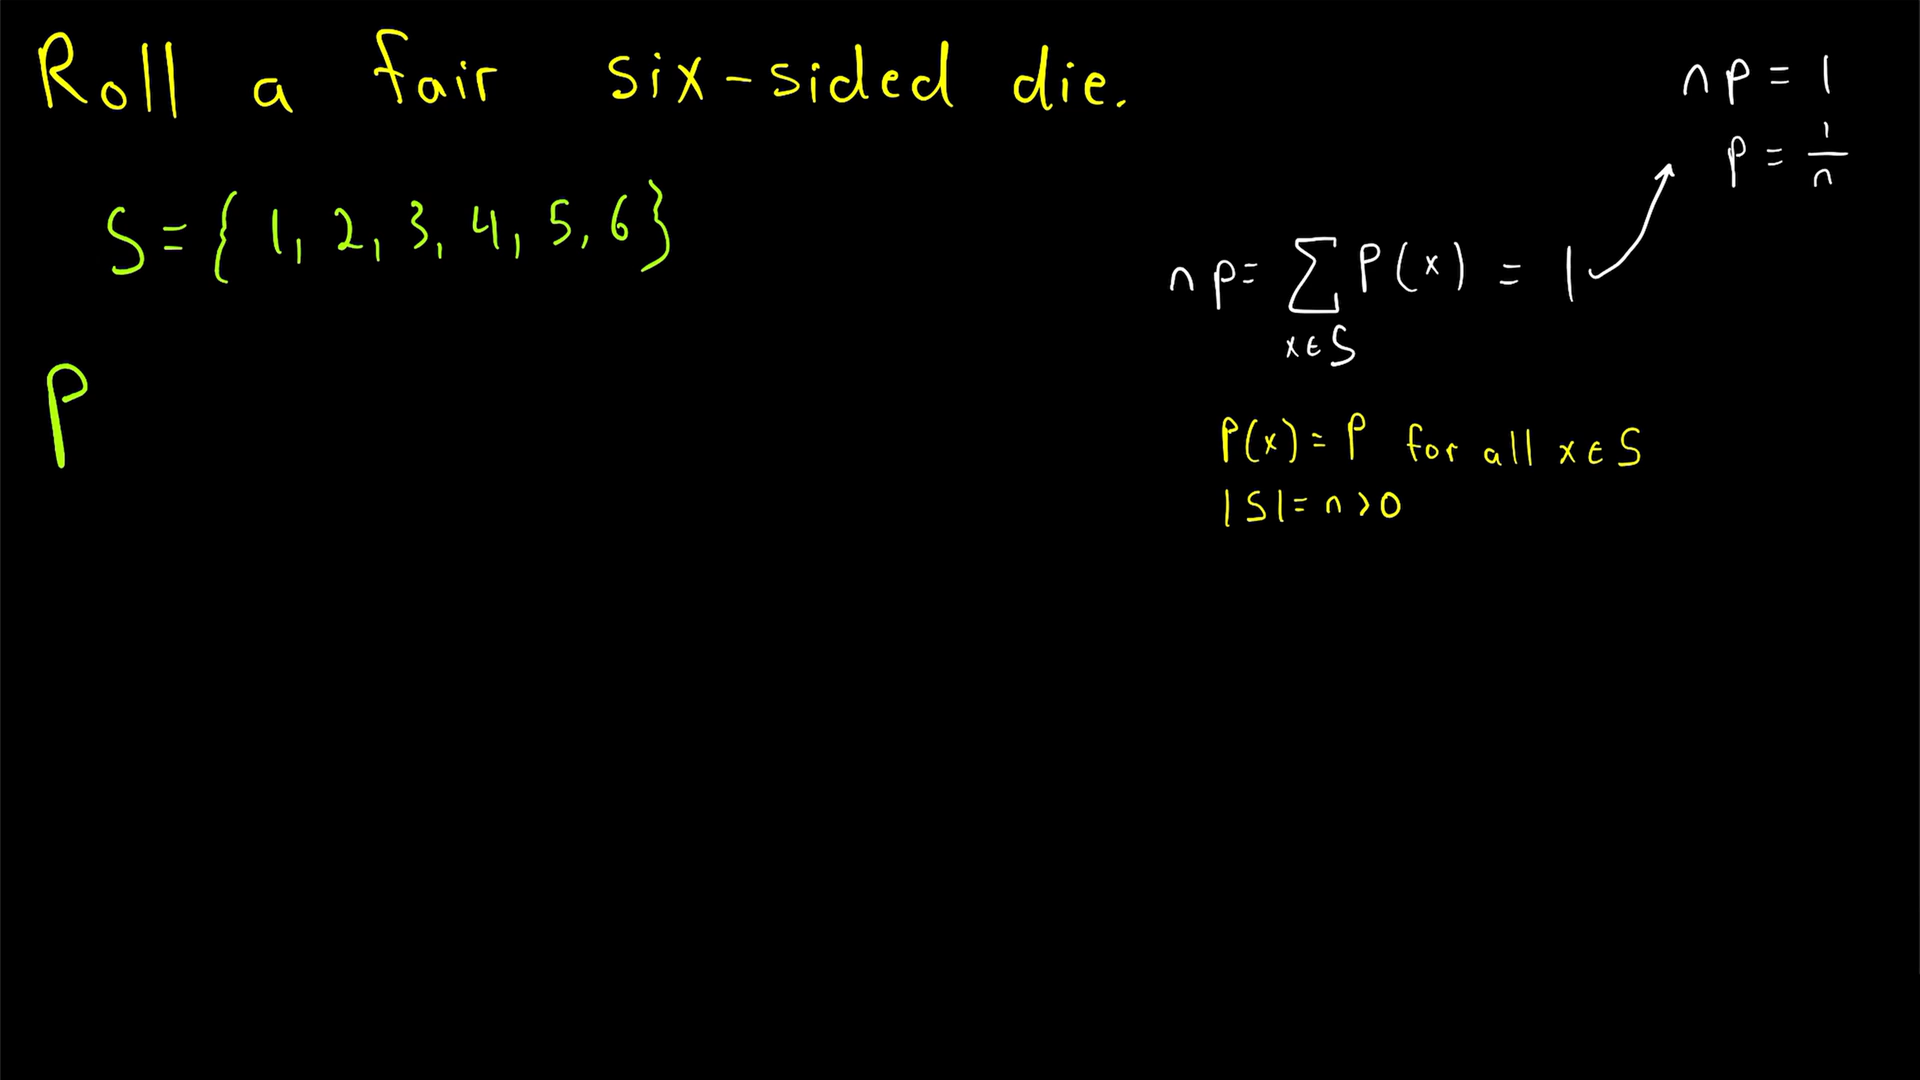 Roll a fair six-sided die.
S = { 1, 2, 3, 4, 5, 6 }
P
np = 1
p = 1/n
np = ∑ P(x) = 1
x∈S
P(x) = p for all x∈S
|S| = n > 0